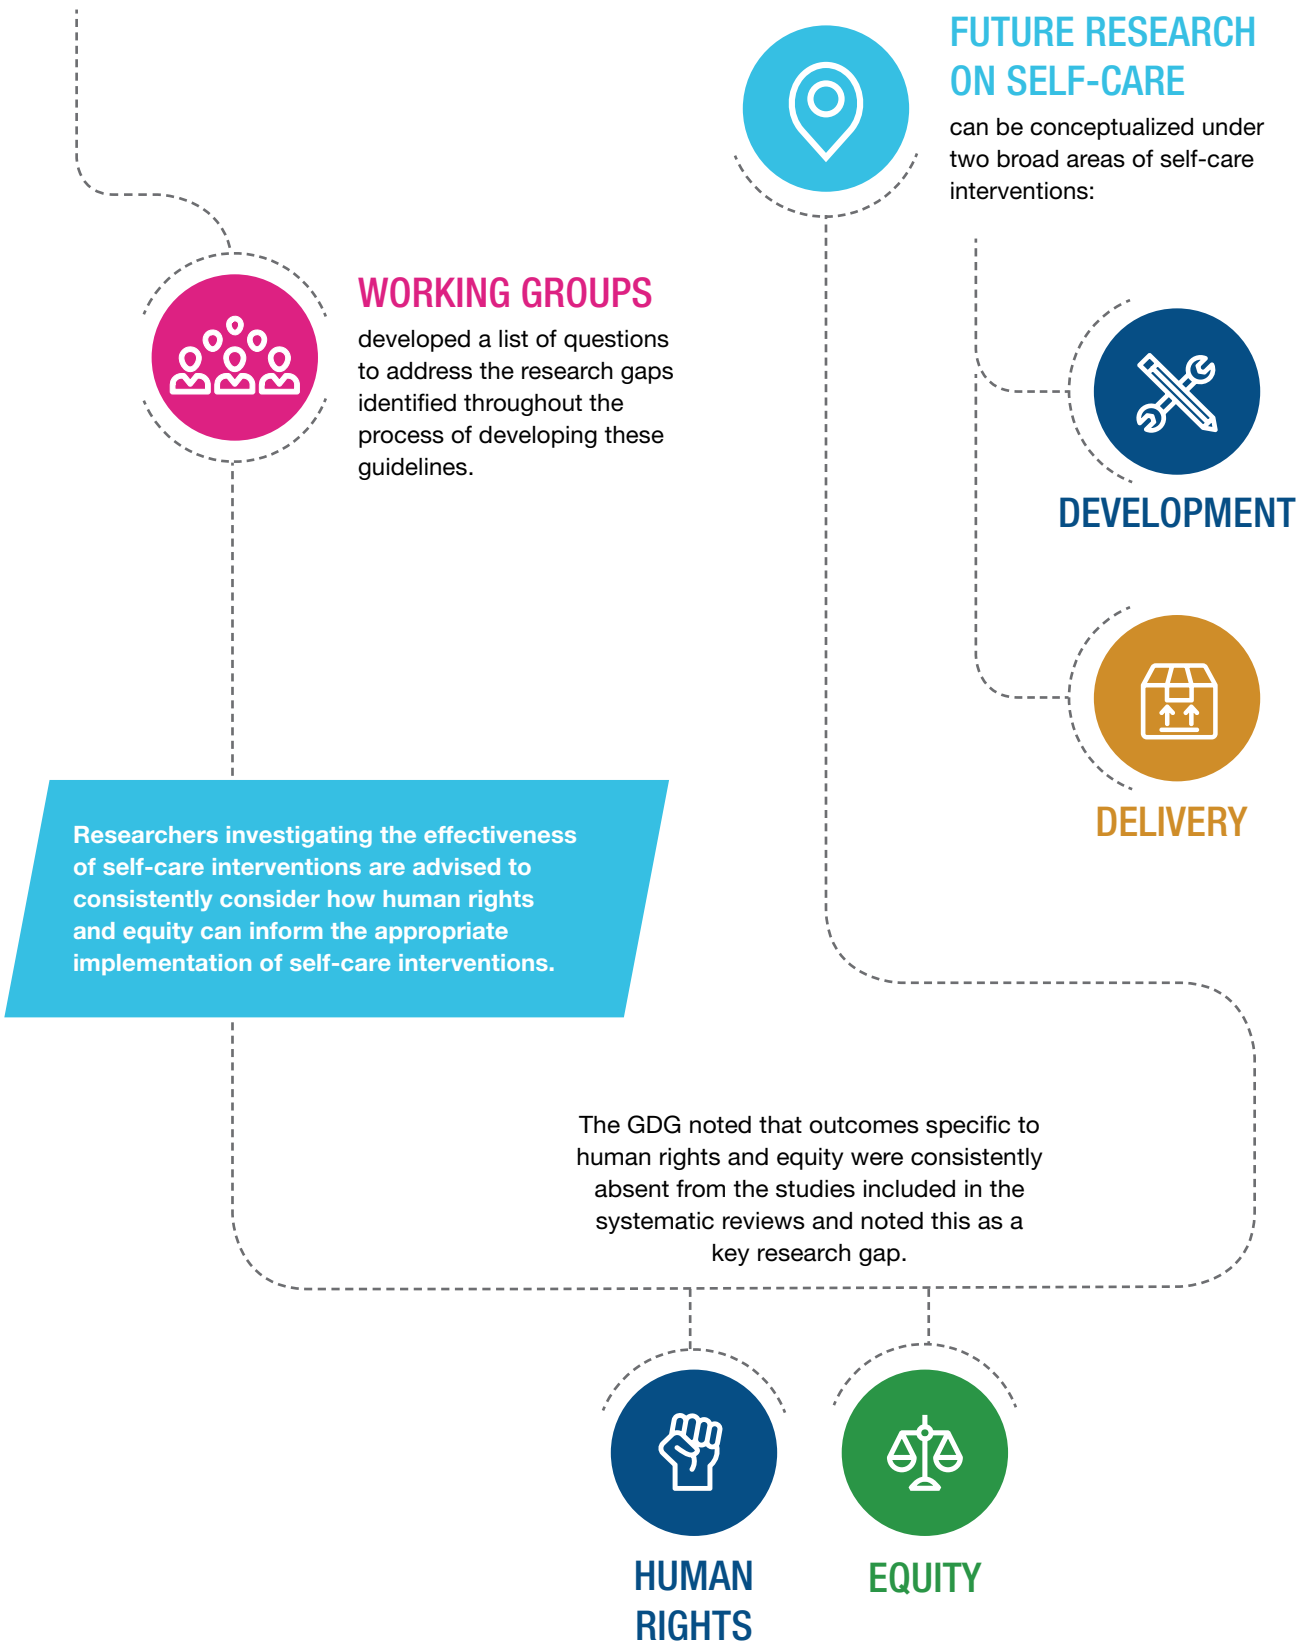 WORKING GROUPS
developed a list of questions
to address the research gaps
identified throughout the
process of developing these
guidelines.
Researchers investigating the effectiveness
of self-care interventions are advised to
consistently consider how human rights
and equity can inform the appropriate
implementation of self-care interventions.
The GDG noted that outcomes specific to
human rights and equity were consistently
absent from the studies included in the
systematic reviews and noted this as a
key research gap.
HUMAN
RIGHTS
EQUITY
FUTURE RESEARCH
ON SELF-CARE
can be conceptualized under
two broad areas of self-care
interventions:
DEVELOPMENT
DELIVERY